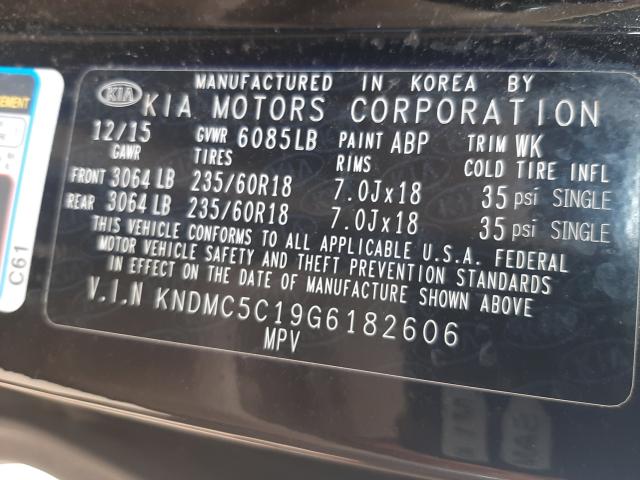 MANUFACTURED IN KOREA BY
KIA KIA MOTORS CORPORATION
12/15 GVWR 6085LB PAINT ABP TRIM WK
GAWR TIRES RIMS COLD TIRE INFL
FRONT 3064 LB 235/60R18 7.0Jx18 35 psi SINGLE
REAR 3064 LB 235/60R18 7.0Jx18 35 psi SINGLE
THIS VEHICLE CONFORMS TO ALL APPLICABLE U.S.A. FEDERAL
MOTOR VEHICLE SAFETY AND THEFT PREVENTION STANDARDS
IN EFFECT ON THE DATE OF MANUFACTURE SHOWN ABOVE
V.I.N KNDMC5C19G6182606
MPV
C61